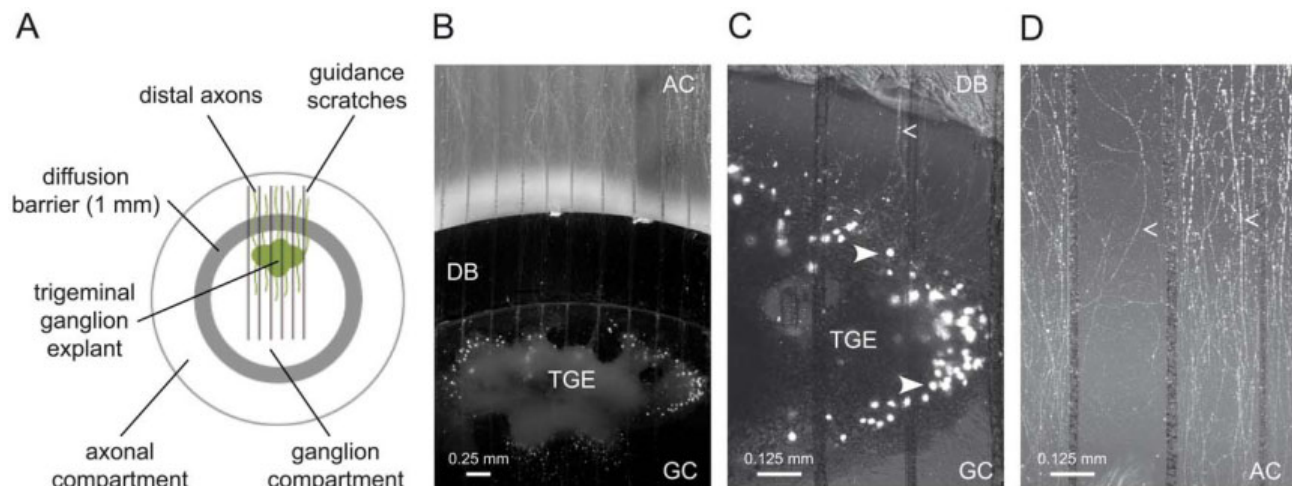 A
distal axons
guidance
scratches
diffusion
barrier (1 mm)
trigeminal
ganglion
explant
axonal
compartment
ganglion
compartment
B
AC
DB
TGE
0.25 mm
GC
C
DB
<
TGE
0.125 mm
GC
D
<
<
0.125 mm
AC